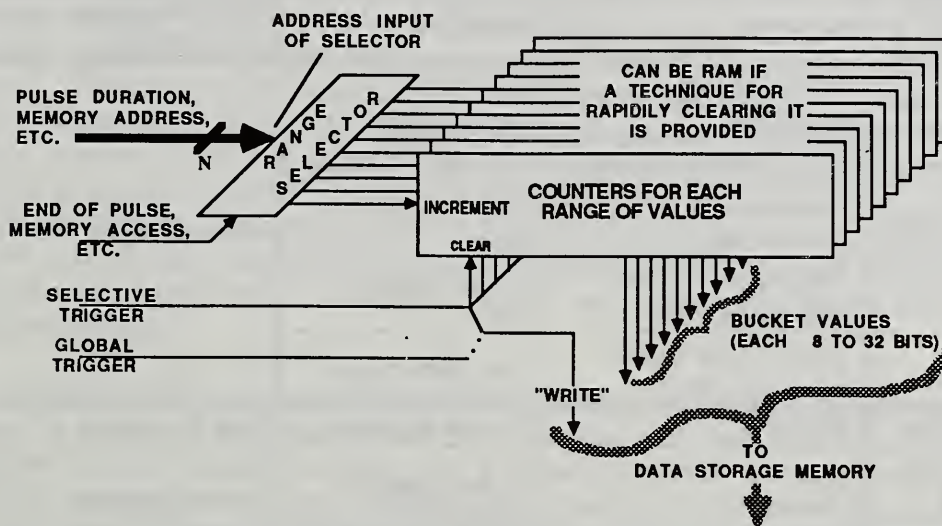 ADDRESS INPUT
OF SELECTOR
PULSE DURATION,
MEMORY ADDRESS,
ETC.
N
RANGE
SELECTOR
CAN BE RAM IF
A TECHNIQUE FOR
RAPIDILY CLEARING IT
IS PROVIDED
COUNTERS FOR EACH
RANGE OF VALUES
INCREMENT
CLEAR
END OF PULSE,
MEMORY ACCESS,
ETC.
SELECTIVE
TRIGGER
GLOBAL
TRIGGER
BUCKET VALUES
(EACH 8 TO 32 BITS)
"WRITE"
TO
DATA STORAGE MEMORY